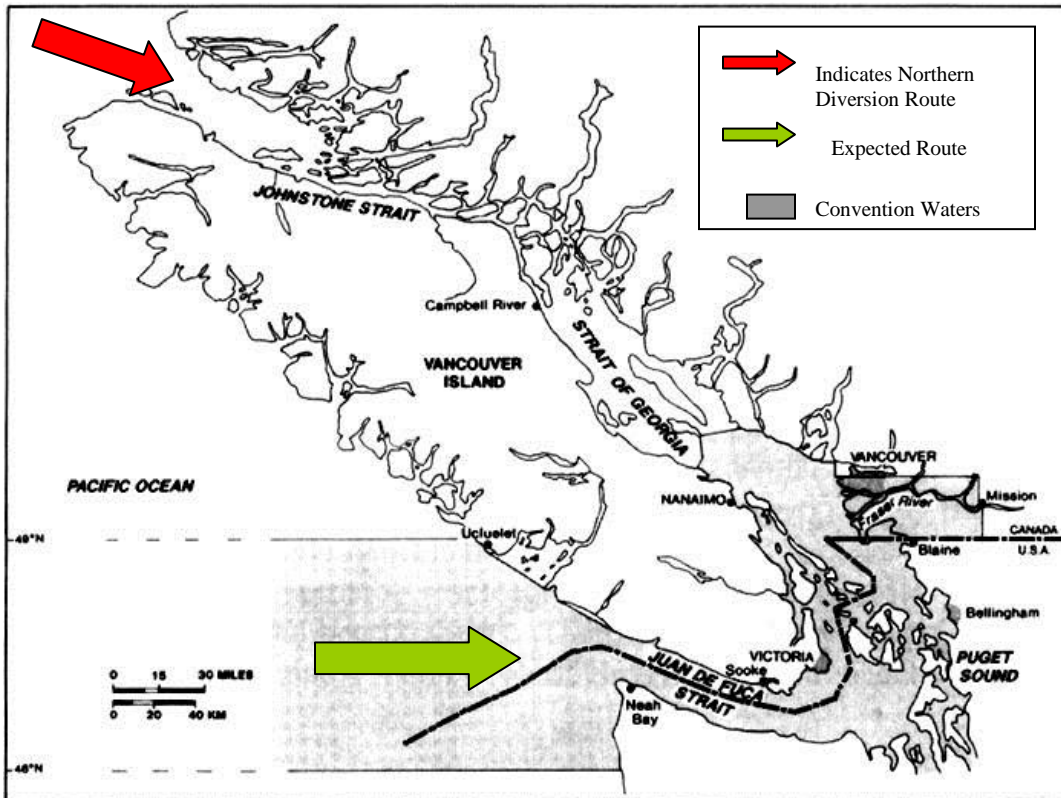 Indicates Northern
Diversion Route
Expected Route
Convention Waters
JOHNSTONE STRAIT
Campbell River
STRAIT OF GEORGIA
VANCOUVER
ISLAND
VANCOUVER
PACIFIC OCEAN
NANAIMO
Mission
Fraser River
Ucluelet
49°N
CANADA
U.S.A.
Blaine
Bellingham
VICTORIA
Sooke
JUAN DE FUCA
STRAIT
PUGET
SOUND
0 15 30 MILES
0 20 40 KM
Neah
Bay
48°N